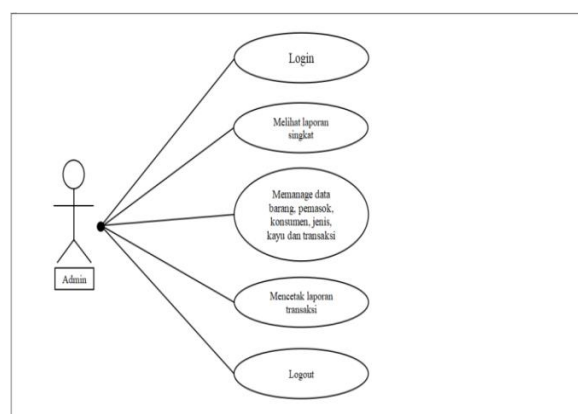 Login
Melihat laporan
singkat
Memanage data
barang, pemasok,
konsumen, jenis,
kayu dan transaksi
Admin
Mencetak laporan
transaksi
Logout